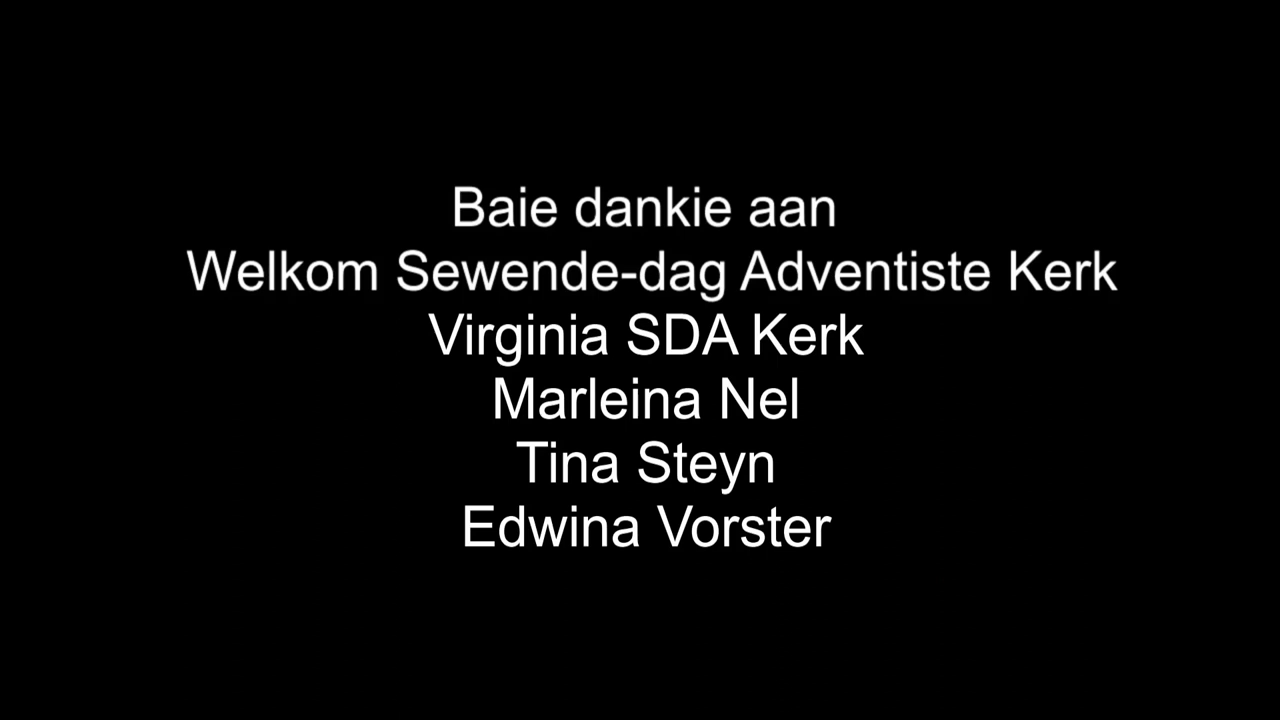 Baie dankie aan
Welkom Sewende-dag Adventiste Kerk
Virginia SDA Kerk
Marleina Nel
Tina Steyn
Edwina Vorster